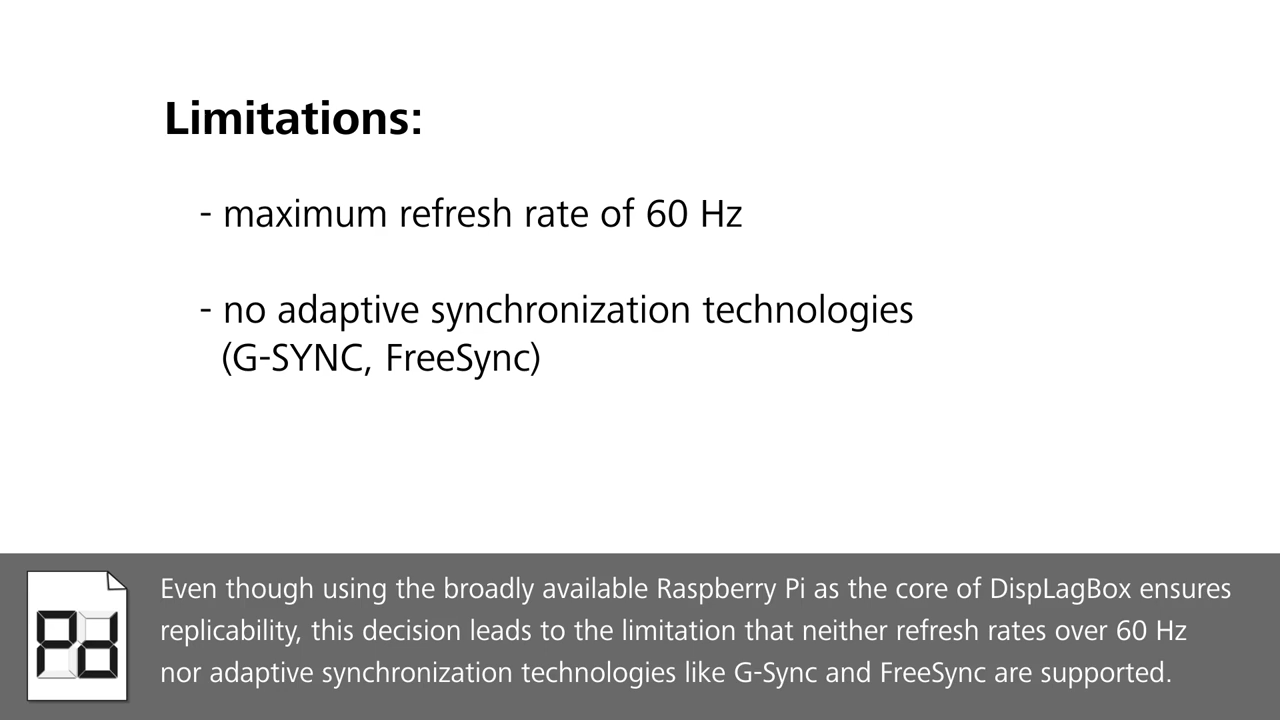 Limitations:
- maximum refresh rate of 60 Hz
- no adaptive synchronization technologies
(G-SYNC, FreeSync)
Even though using the broadly available Raspberry Pi as the core of DispLagBox ensures
replicability, this decision leads to the limitation that neither refresh rates over 60 Hz
nor adaptive synchronization technologies like G-Sync and FreeSync are supported.
Pd